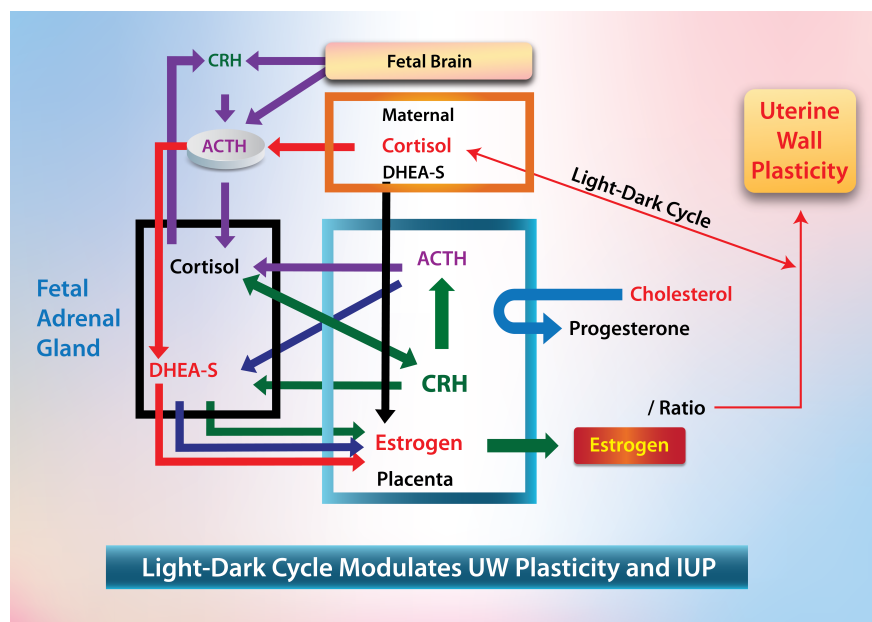 CRH
Fetal Brain
ACTH
Maternal
Cortisol
DHEA-S
Uterine
Wall
Plasticity
Light-Dark Cycle
Fetal
Adrenal
Gland
Cortisol
DHEA-S
ACTH
CRH
Estrogen
Placenta
Cholesterol
Progesterone
/ Ratio
Estrogen
Light-Dark Cycle Modulates UW Plasticity and IUP